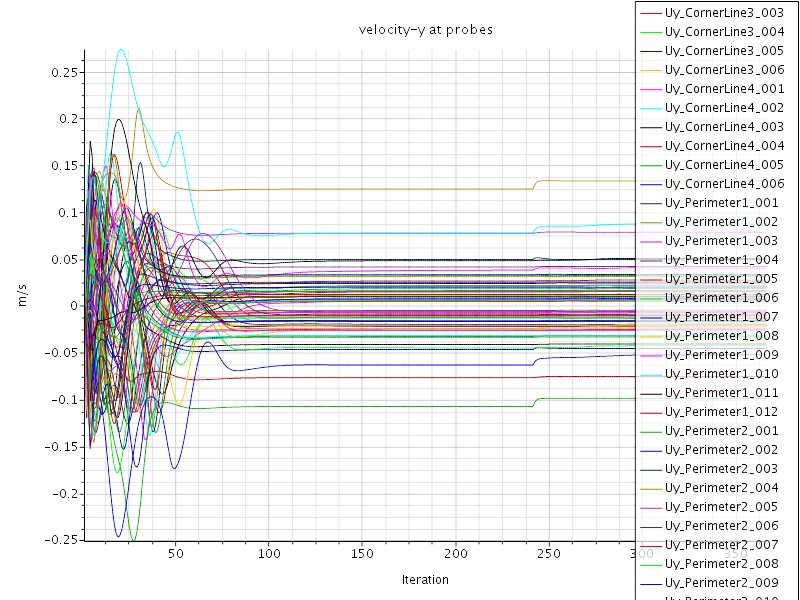 velocity-y at probes
0.25
0.2
0.15
0.1
0.05
0
-0.05
-0.1
-0.15
-0.2
-0.25
m/s
50
100
150
200
250
300
350
Iteration
Uy_CornerLine3_003
Uy_CornerLine3_004
Uy_CornerLine3_005
Uy_CornerLine3_006
Uy_CornerLine4_001
Uy_CornerLine4_002
Uy_CornerLine4_003
Uy_CornerLine4_004
Uy_CornerLine4_005
Uy_CornerLine4_006
Uy_Perimeter1_001
Uy_Perimeter1_002
Uy_Perimeter1_003
Uy_Perimeter1_004
Uy_Perimeter1_005
Uy_Perimeter1_006
Uy_Perimeter1_007
Uy_Perimeter1_008
Uy_Perimeter1_009
Uy_Perimeter1_010
Uy_Perimeter1_011
Uy_Perimeter1_012
Uy_Perimeter2_001
Uy_Perimeter2_002
Uy_Perimeter2_003
Uy_Perimeter2_004
Uy_Perimeter2_005
Uy_Perimeter2_006
Uy_Perimeter2_007
Uy_Perimeter2_008
Uy_Perimeter2_009